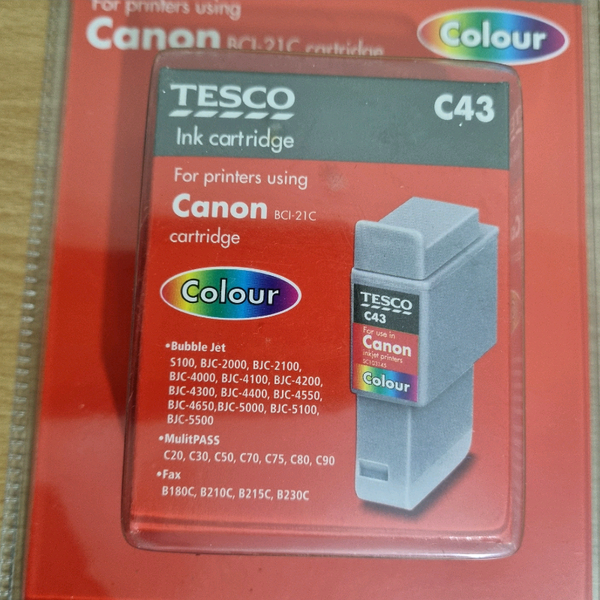 For printers using
Canon BCI-21C cartridge
Colour
TESCO
C43
Ink cartridge
For printers using
Canon BCI-21C
cartridge
Colour
•Bubble Jet
S100, BJC-2000, BJC-2100,
BJC-4000, BJC-4100, BJC-4200,
BJC-4300, BJC-4400, BJC-4550,
BJC-4650,BJC-5000, BJC-5100,
BJC-5500
•MulitPASS
C20, C30, C50, C70, C75, C80, C90
•Fax
B180C, B210C, B215C, B230C
TESCO
C43
For use in
Canon
inkjet printers
Colour